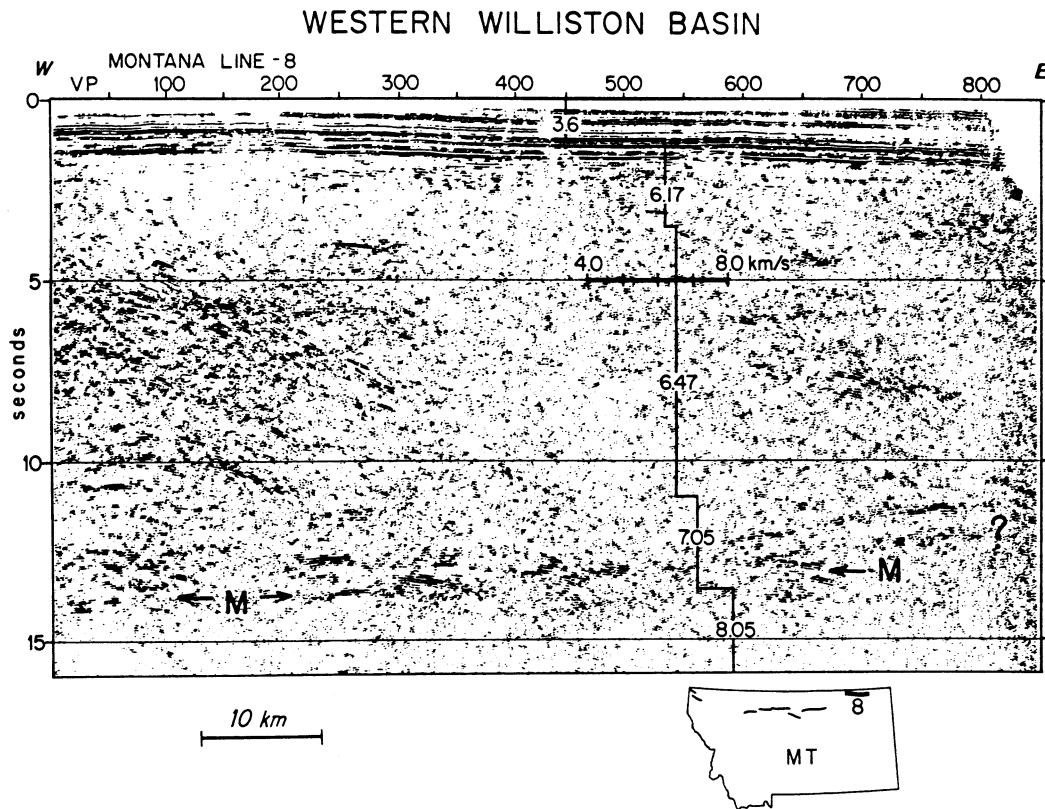 WESTERN WILLISTON BASIN
W MONTANA LINE -8 E
VP 100 200 300 400 500 600 700 800
0
3.6
6.17
4.0 8.0 km/s
5
seconds
6.47
10
7.05 ?
M
M
8.05
15
10 km
8
MT